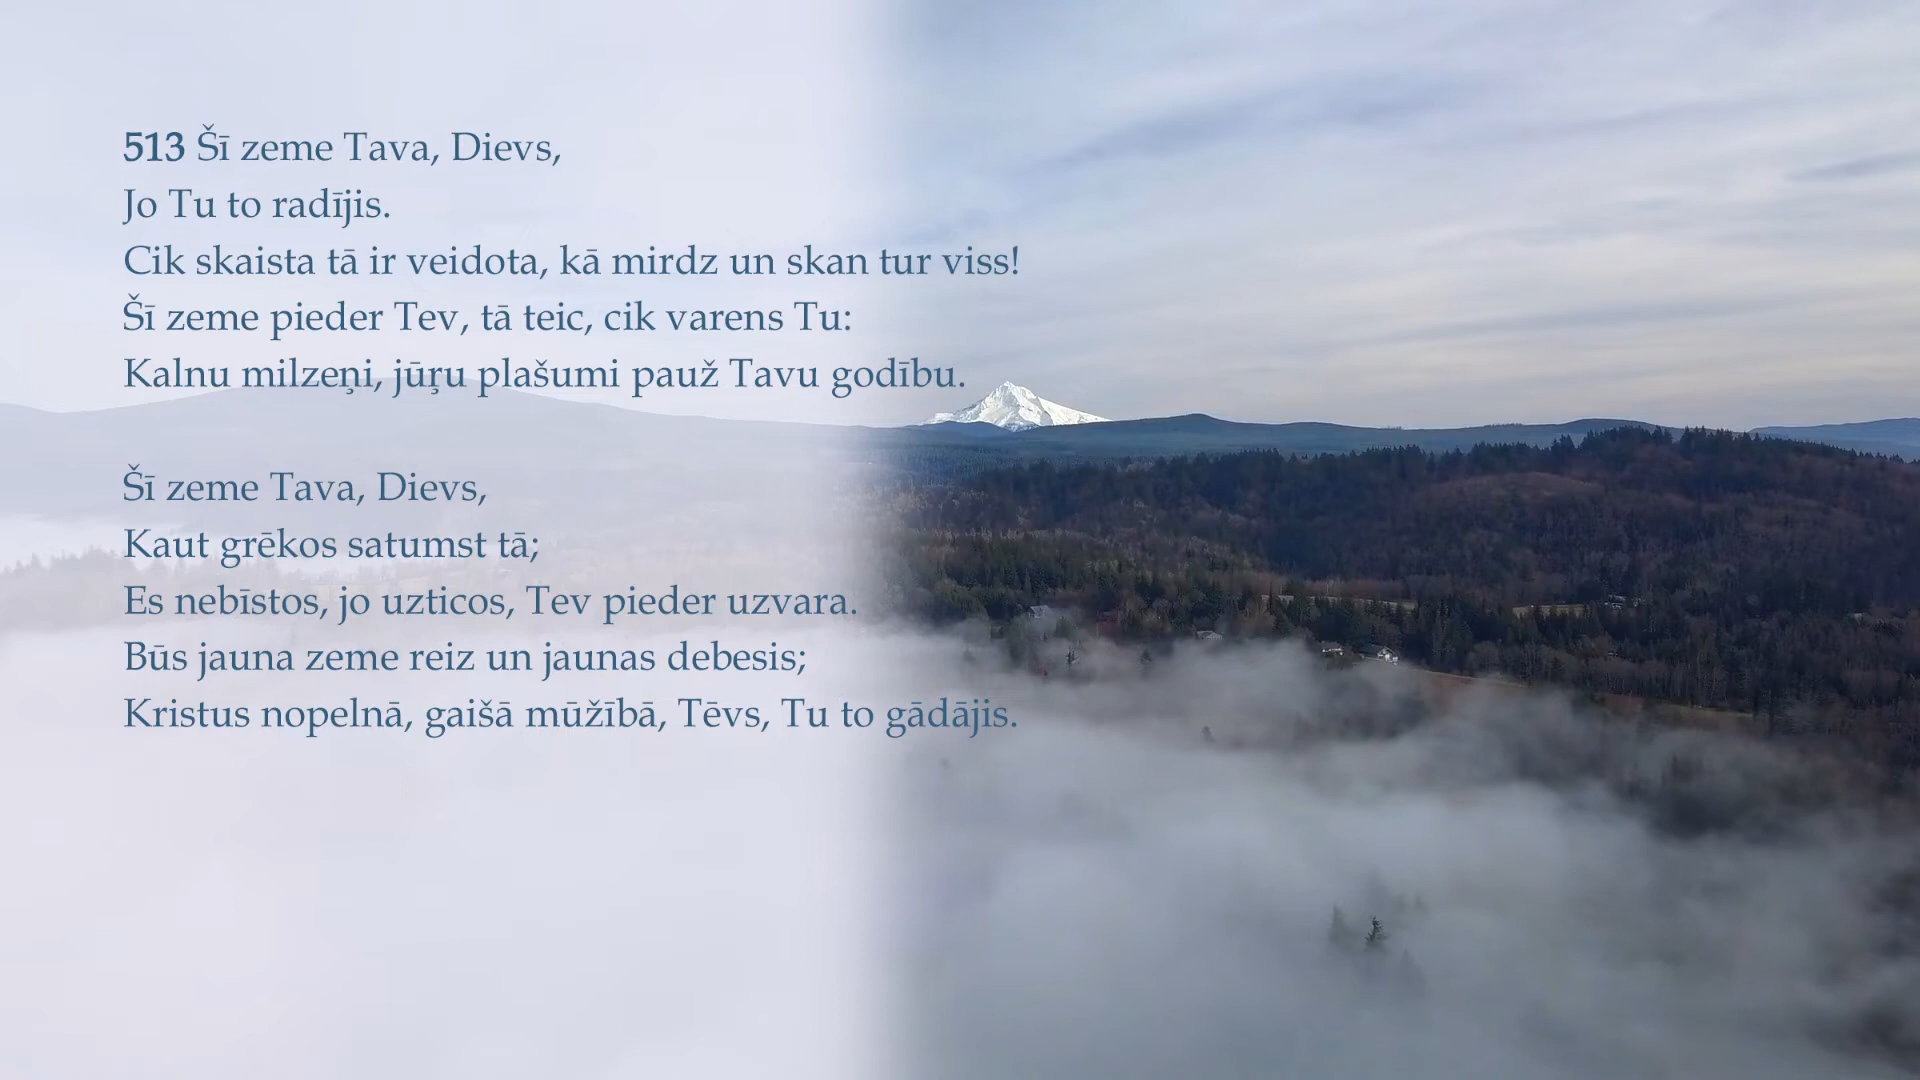 513 Šī zeme Tava, Dievs,
Jo Tu to radījis.
Cik skaista tā ir veidota, kā mirdz un skan tur viss!
Šī zeme pieder Tev, tā teic, cik varens Tu:
Kalnu milzeņi, jūŗu plašumi pauž Tavu godību.
Šī zeme Tava, Dievs,
Kaut grēkos satumst tā;
Es nebīstos, jo uzticos, Tev pieder uzvara.
Būs jauna zeme reiz un jaunas debesis;
Kristus nopelnā, gaišā mūžībā, Tēvs, Tu to gādājis.